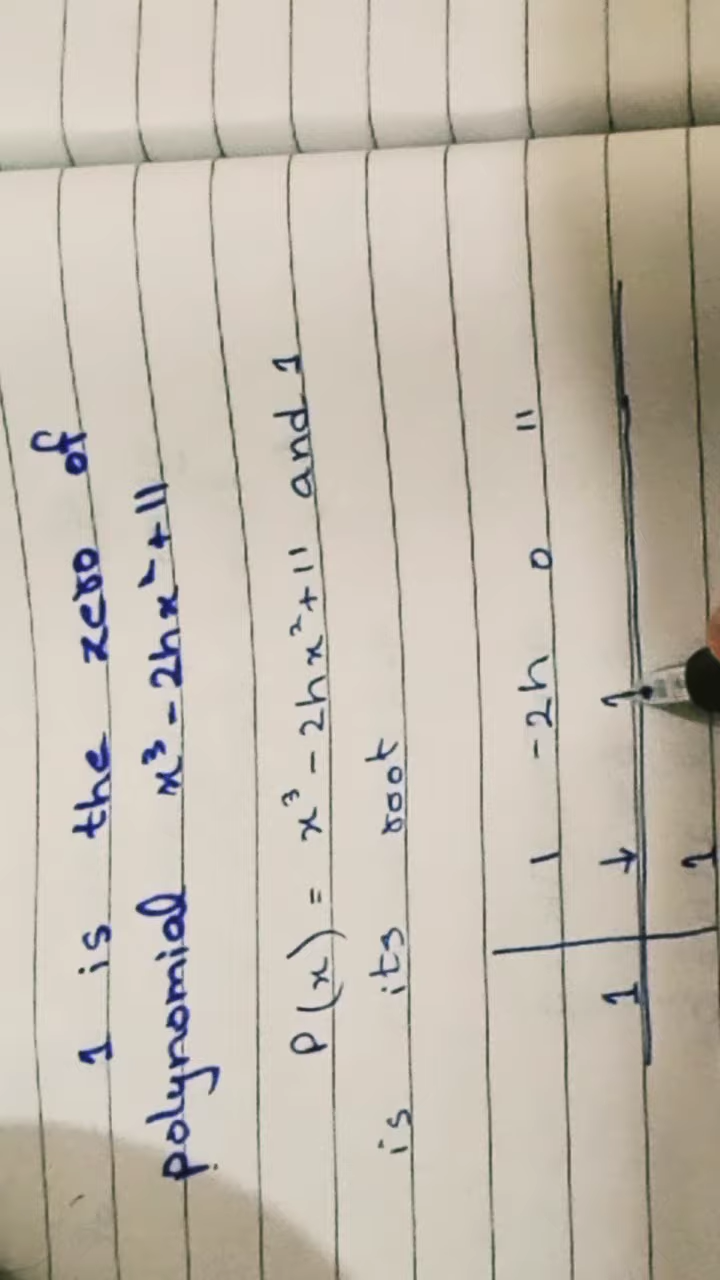 1 is the zero of
polynomial x³ - 2hx² + 11
P(x) = x³ - 2hx² + 11 and 1
is its root
1 -2h 0 11
1 ↓ 1
1